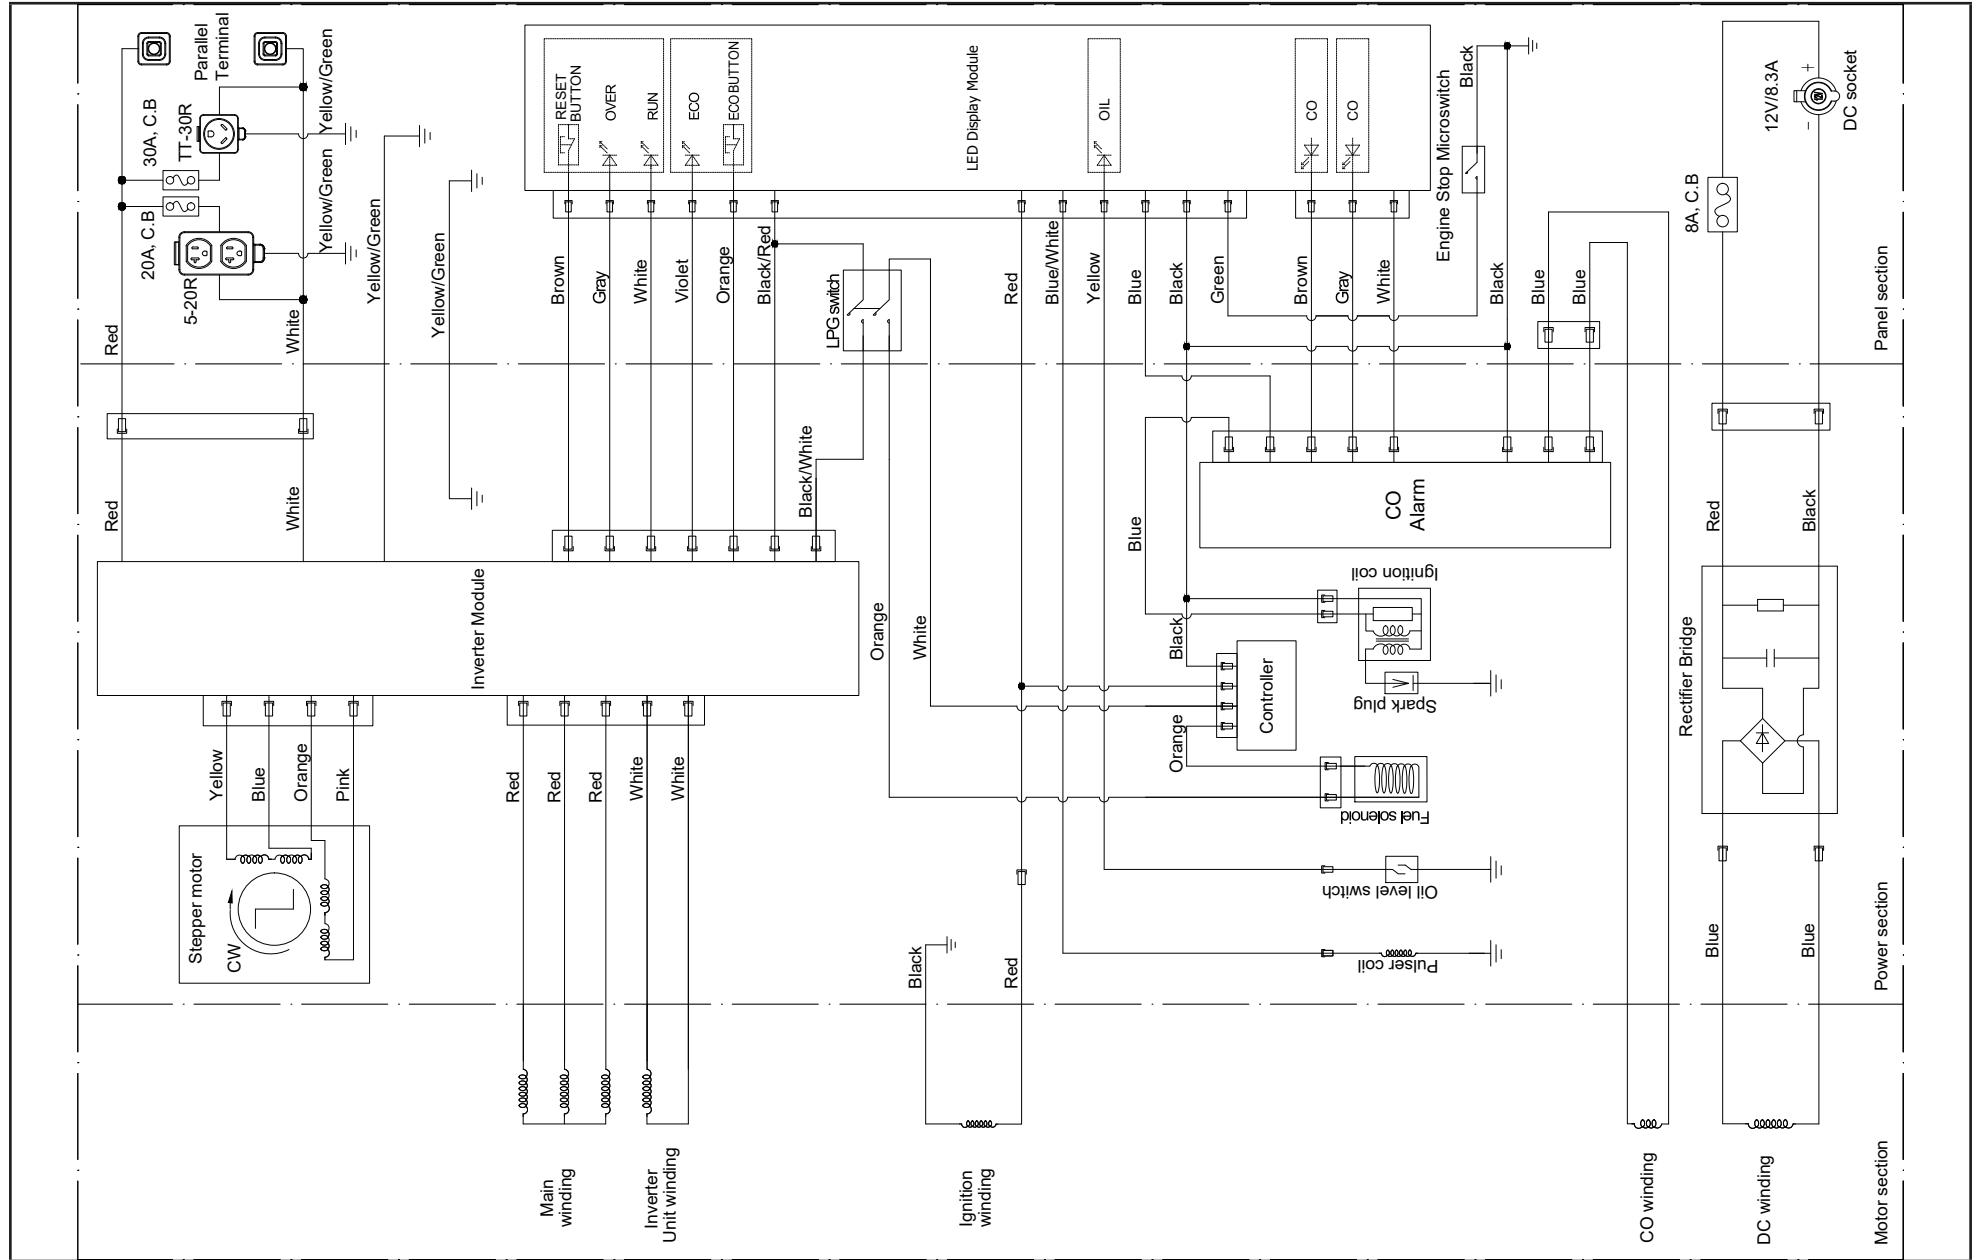 Parallel
Terminal
Yellow/Green
30A, C.B
TT-30R
20A, C.B
5-20R
Yellow/Green
Yellow/Green
Yellow/Green
Red
White
Red
White
Inverter Module
Yellow
Blue
Orange
Pink
Stepper motor
CW
RESET
BUTTON
OVER
RUN
ECO
ECO BUTTON
LED Display Module
OIL
CO
CO
Brown
Gray
White
Violet
Orange
Black/Red
LPG switch
Black/White
Red
Blue/White
Yellow
Blue
Black
Green
Brown
Gray
White
Engine Stop Microswitch
Black
Black
Blue
Blue
12V/8.3A
+
-
DC socket
8A, C.B
Panel section
Orange
White
Blue
CO
Alarm
Black
Controller
Orange
Ignition coil
Spark plug
Fuel solenoid
Oil level switch
Pulser coil
Red
Black
Rectifier Bridge
Blue
Blue
Power section
Red
Red
Red
White
White
Black
Red
Main
winding
Inverter
Unit winding
Ignition
winding
CO winding
DC winding
Motor section